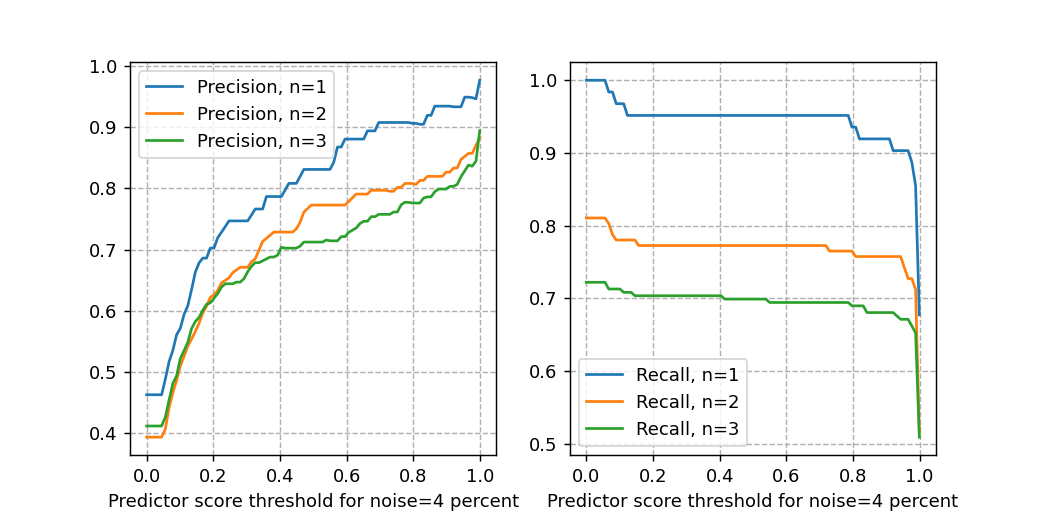 1.0
0.9
0.8
0.7
0.6
0.5
0.4
Precision, n=1
Precision, n=2
Precision, n=3
0.0 0.2 0.4 0.6 0.8 1.0
Predictor score threshold for noise=4 percent
1.0
0.9
0.8
0.7
0.6
0.5
Recall, n=1
Recall, n=2
Recall, n=3
0.0 0.2 0.4 0.6 0.8 1.0
Predictor score threshold for noise=4 percent